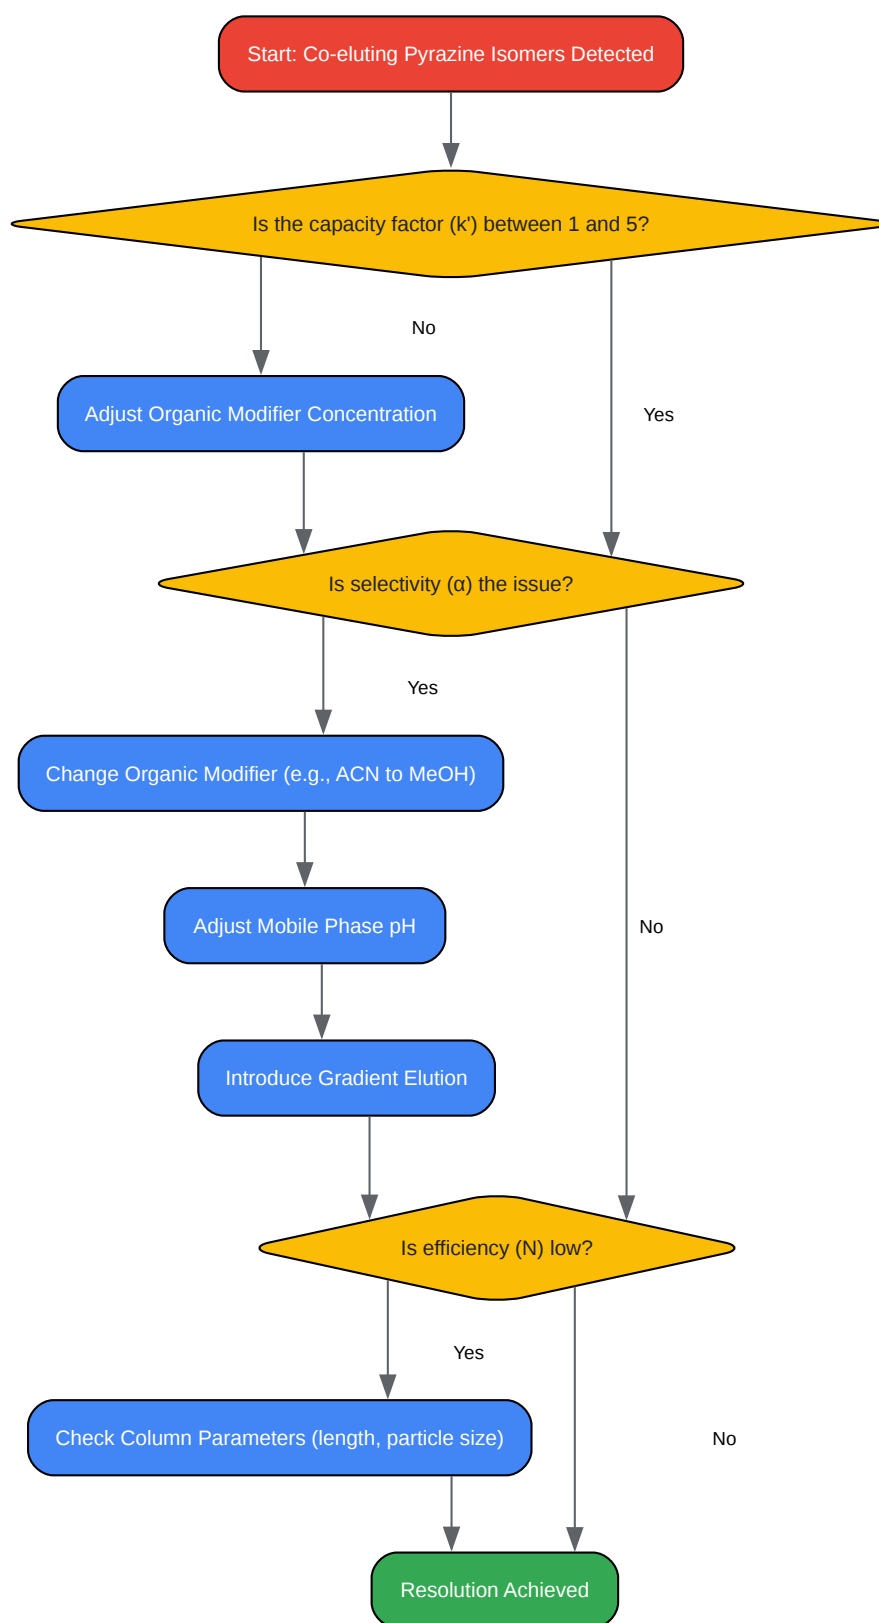 Start: Co-eluting Pyrazine Isomers Detected
Is the capacity factor (k') between 1 and 5?
No
Adjust Organic Modifier Concentration
Yes
Is selectivity (α) the issue?
Yes
Change Organic Modifier (e.g., ACN to MeOH)
Adjust Mobile Phase pH
No
Introduce Gradient Elution
Is efficiency (N) low?
Yes
Check Column Parameters (length, particle size)
No
Resolution Achieved